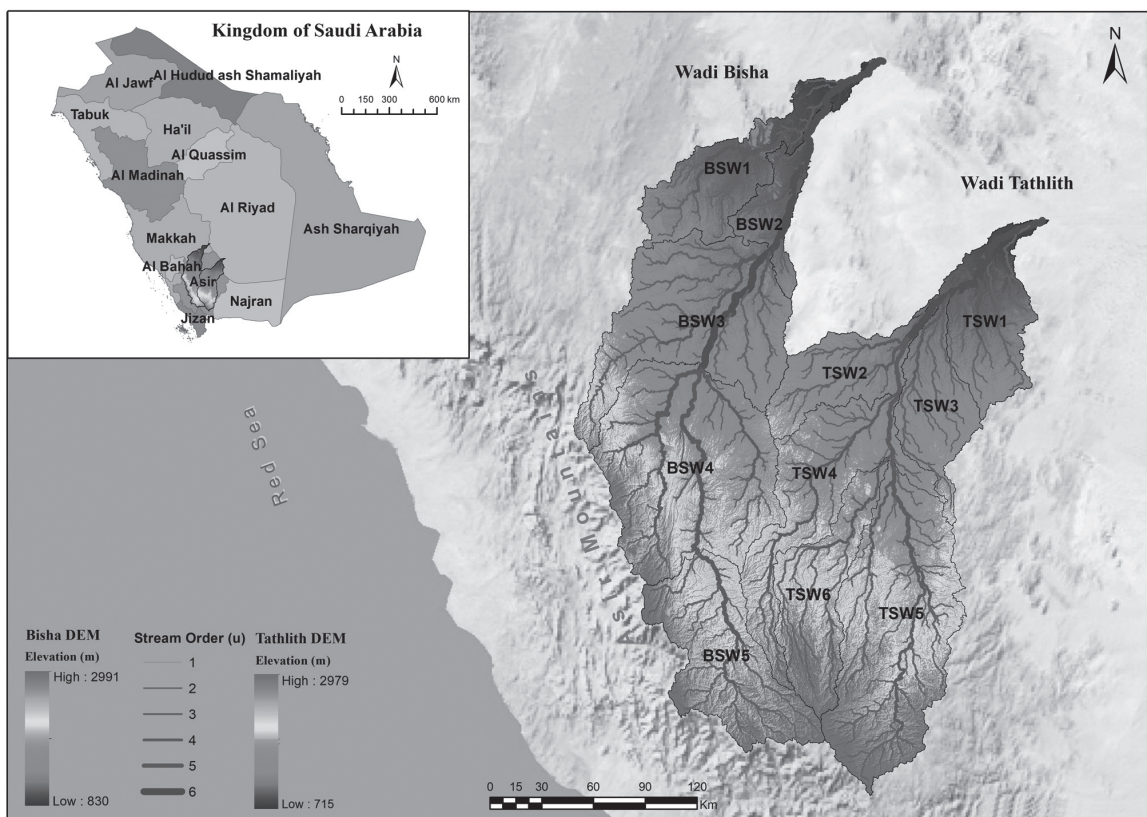 Kingdom of Saudi Arabia
Al Jawf
Al Hudud ash Shamaliyah
0 150 300 600 km
Tabuk
Ha'il
Al Quassim
Al Madinah
Al Riyad
Ash Sharqiyah
Makkah
Al Bahah
Asir
Najran
Jizan
N
Wadi Bisha
Wadi Tathlith
BSW1
BSW2
BSW3
BSW4
BSW5
TSW1
TSW2
TSW3
TSW4
TSW5
TSW6
Red Sea
Asir Mountains
Bisha DEM
Elevation (m)
High : 2991
Low : 830
Stream Order (u)
1
2
3
4
5
6
Tathlith DEM
Elevation (m)
High : 2979
Low : 715
0 30 60 90 120
Km